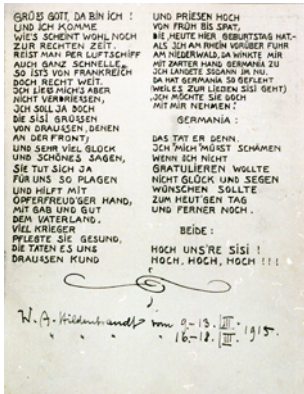 GRÜSS GOTT, DA BIN ICH !
UND ICH KOMME
WIE'S SCHEINT WOHL NOCH
ZUR RECHTEN ZEIT.
REIST MAN PER LUFTSCHIFF
AUCH GANZ SCHNELLE,
SO IST'S VON FRANKREICH
DOCH RECHT WEIT.
ICH LIESS MICH'S ABER
NICHT VERDRIESSEN,
ICH SOLL JA DOCH
DIE SISI GRÜSSEN
VON DRAUSSEN, DENEN
AN DER FRONT;
UND SEHR VIEL GLÜCK
UND SCHÖNES SAGEN,
SIE TUT SICH JA
FÜR UNS SO PLAGEN
UND HILFT MIT
OPFERFREUD'GER HAND,
MIT GAB UND GUT
DEM VATERLAND.
VIEL KRIEGER
PFLEGTE SIE GESUND,
DIE TATEN ES UNS
DRAUSSEN KUND
UND PRIESEN HOCH
VON FRÜH BIS SPÄT,
DIE, HEUTE HIER GEBURTSTAG HAT.-
ALS ICH AM RHEIN VORÜBER FUHR
AM NIEDERWALD, DA WINKTE MIR
MIT ZARTER HAND GERMANIA ZU
ICH LANDETE SOGANN IM NU.
DA HAT GERMANIA SO GEFLEHT
(WEIL ES ZUR LIEBEN SISI GEHT)
"ICH MÖCHTE SIE DOCH
MIT MIR NEHMEN."
GERMANIA :
DAS TAT ER DENN.
ICH "MICH" MÜSST SCHÄMEN
WENN ICH NICHT
GRATULIEREN WOLLTE
NICHT GLÜCK UND SEGEN
WÜNSCHEN SOLLTE
ZUM HEUT'GEN TAG
UND FERNER NOCH.
BEIDE :
HOCH UNS'RE SISI !
HOCH, HOCH, HOCH !!!
W. A. Hildenbrandt vom 9.-13. III. 1915.
" " " " 16.-18. III.